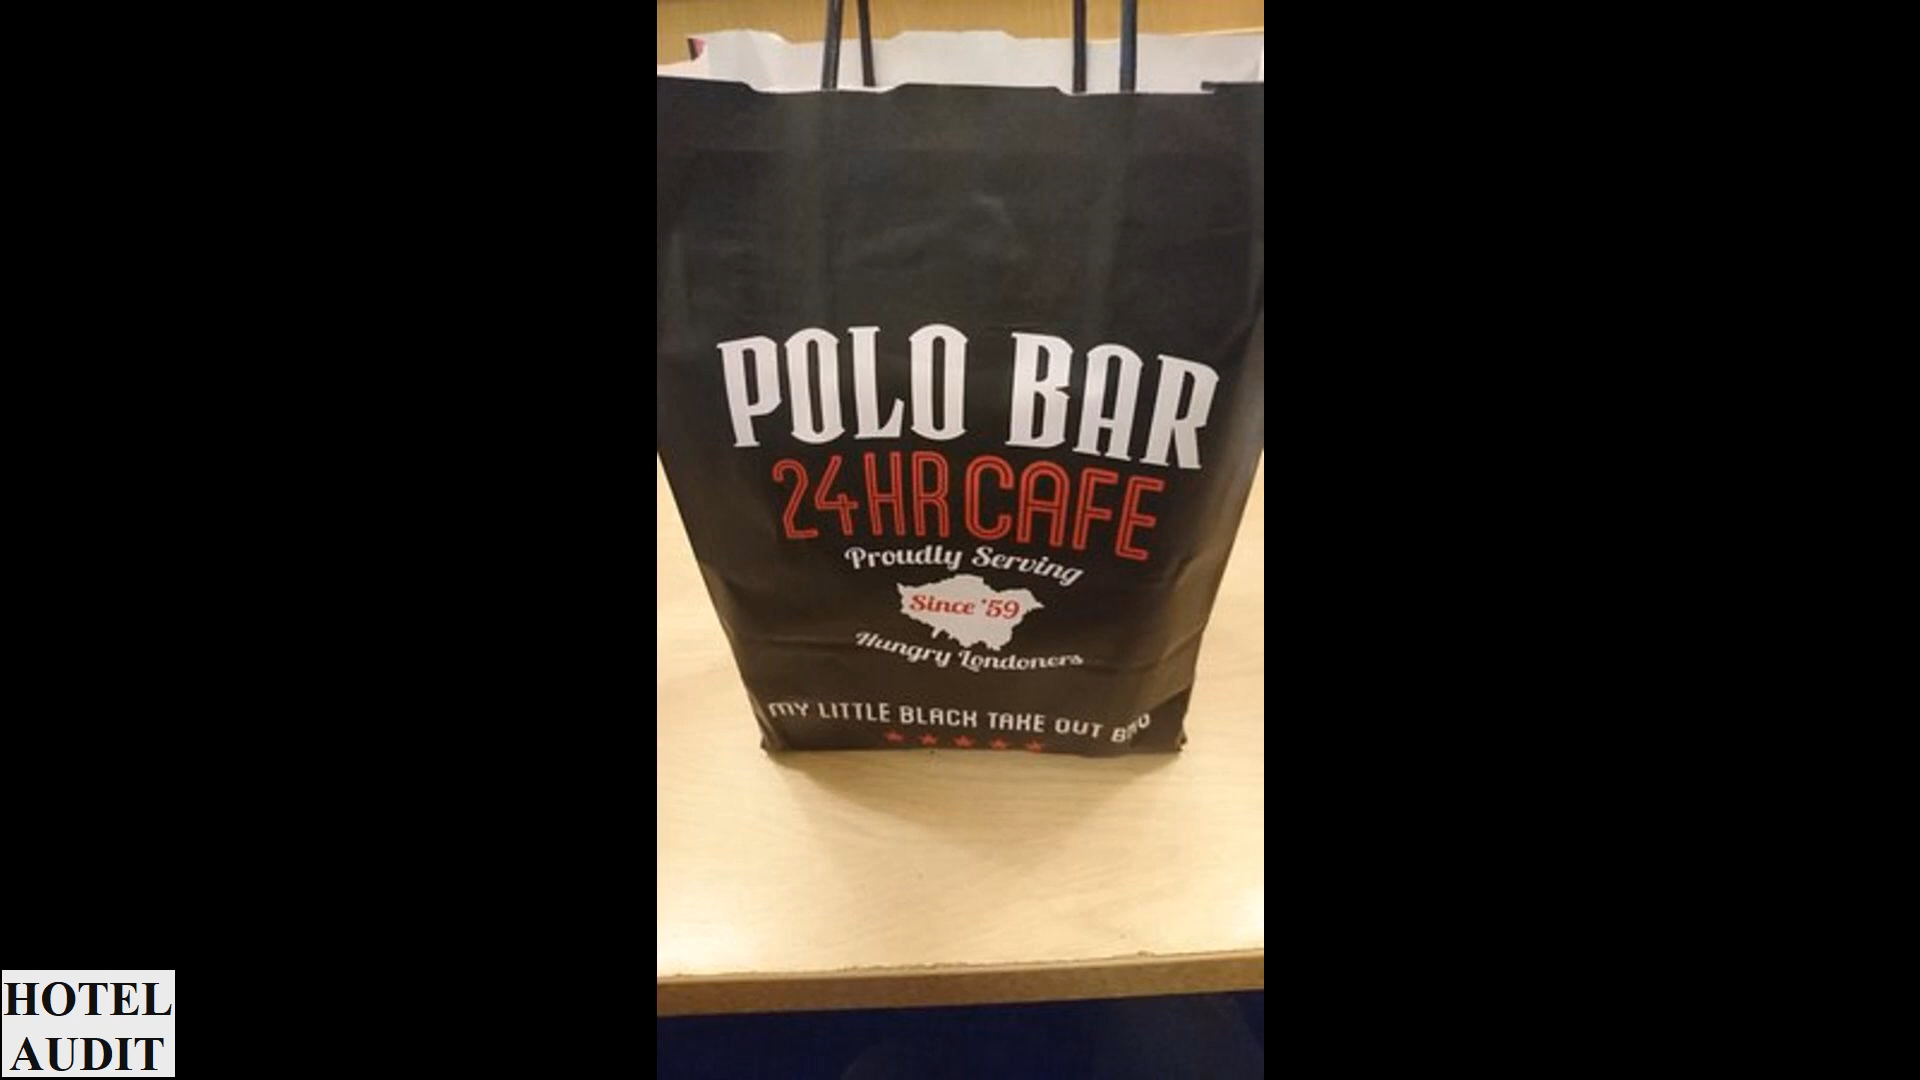 POLO BAR
24HR CAFE
Proudly Serving
Since '59
Hungry Londoners
MY LITTLE BLACK TAKE OUT BAG
HOTEL
AUDIT